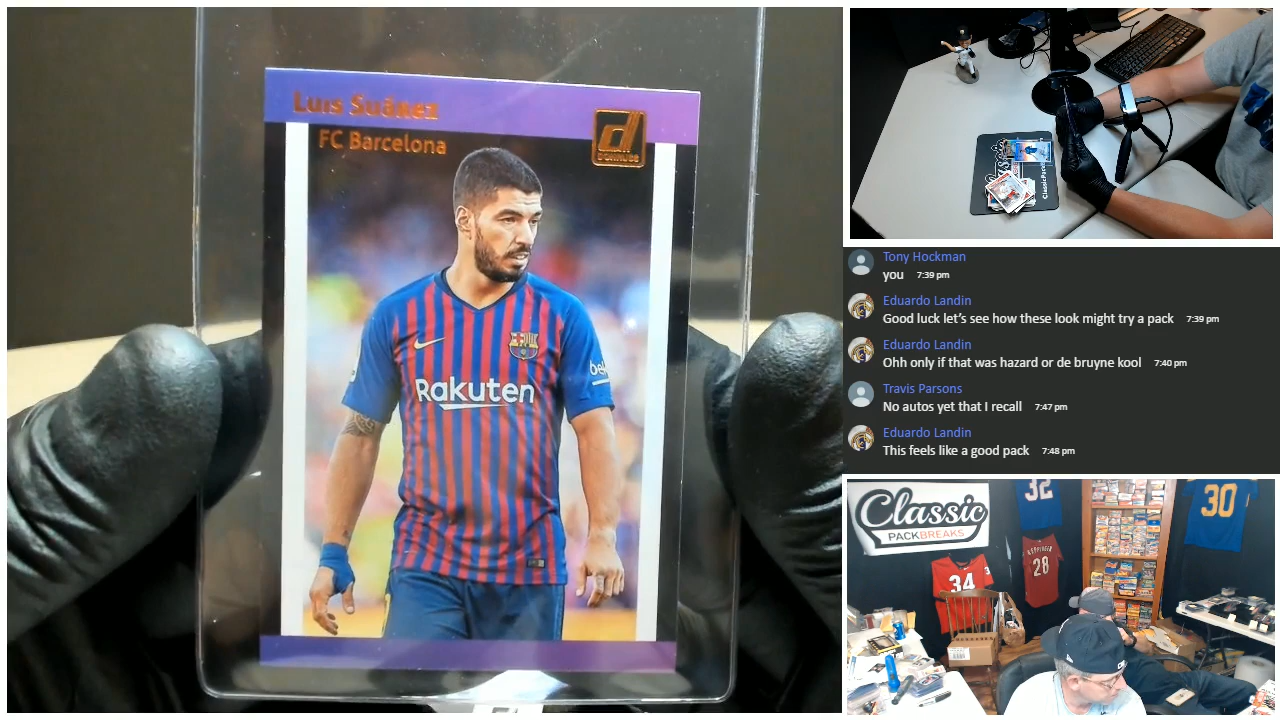 Luis Suárez
FC Barcelona
DONRUSS
Rakuten
Tony Hockman
you 7:39 pm
Eduardo Landin
Good luck let's see how these look might try a pack 7:39 pm
Eduardo Landin
Ohh only if that was hazard or de bruyne kool 7:40 pm
Travis Parsons
No autos yet that I recall 7:47 pm
Eduardo Landin
This feels like a good pack 7:48 pm
Classic
PACKBREAKS
32
30
34
28